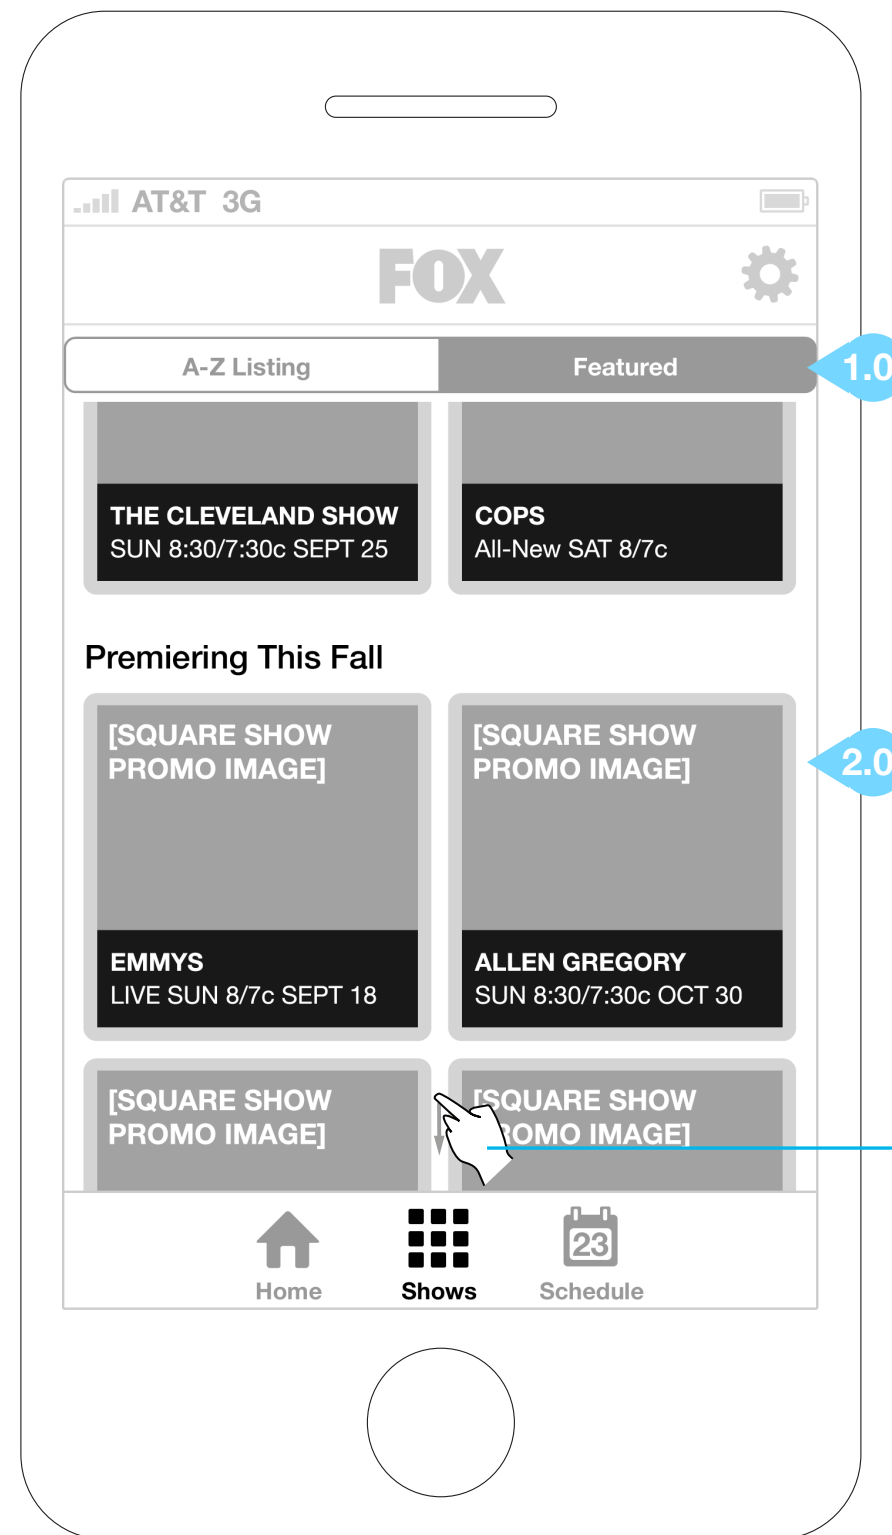 AT&T 3G
FOX
A-Z Listing
Featured
1.0
THE CLEVELAND SHOW
SUN 8:30/7:30c SEPT 25
COPS
All-New SAT 8/7c
Premiering This Fall
[SQUARE SHOW
PROMO IMAGE]
[SQUARE SHOW
PROMO IMAGE]
2.0
EMMYS
LIVE SUN 8/7c SEPT 18
ALLEN GREGORY
SUN 8:30/7:30c OCT 30
[SQUARE SHOW
PROMO IMAGE]
[SQUARE SHOW
PROMO IMAGE]
23
Home
Shows
Schedule